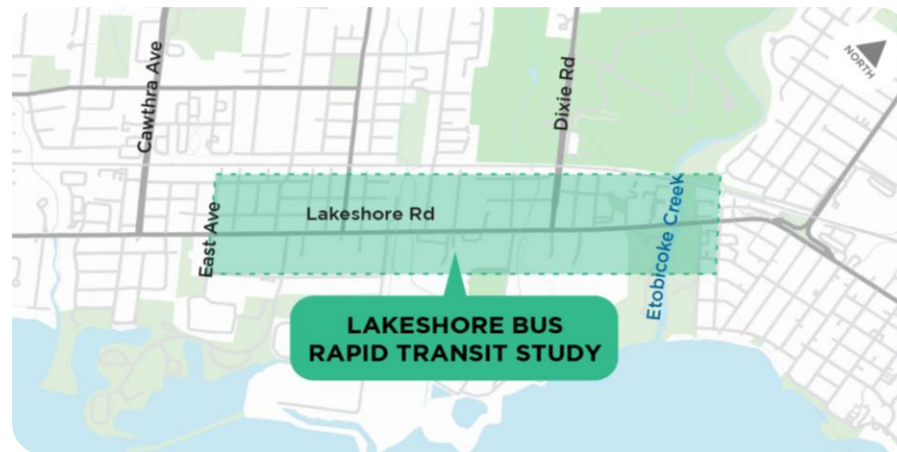 Cawthra Ave
Dixie Rd
NORTH
East Ave
Lakeshore Rd
Etobicoke Creek
LAKESHORE BUS
RAPID TRANSIT STUDY